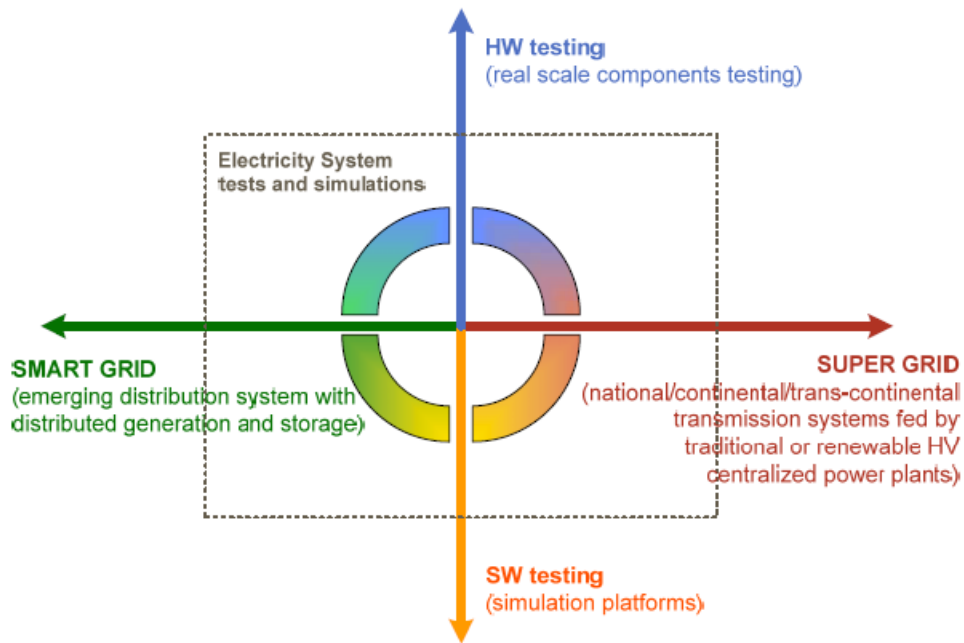 HW testing
(real scale components testing)
Electricity System
tests and simulations
SMART GRID
(emerging distribution system with
distributed generation and storage)
SUPER GRID
(national/continental/trans-continental
transmission systems fed by
traditional or renewable HV
centralized power plants)
SW testing
(simulation platforms)